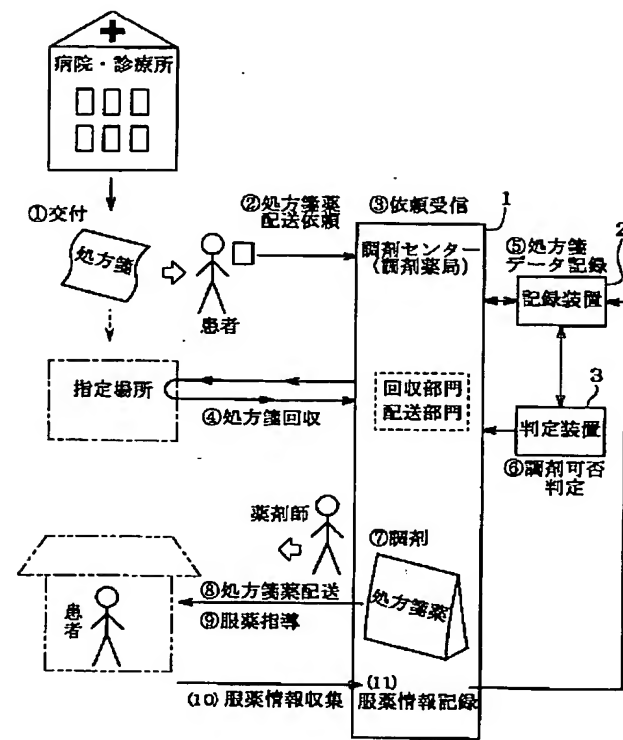 病院・診療所
①交付
処方箋
患者
②処方箋薬
配送依頼
③依頼受信
1
調剤センター
(調剤薬局)
⑤処方箋
データ記録
2
記録装置
指定場所
④処方箋回収
回収部門
配送部門
3
判定装置
⑥調剤可否
判定
薬剤師
⑦調剤
処方箋薬
患者
⑧処方箋薬配送
⑨服薬指導
(10)服薬情報収集
(11)
服薬情報記録